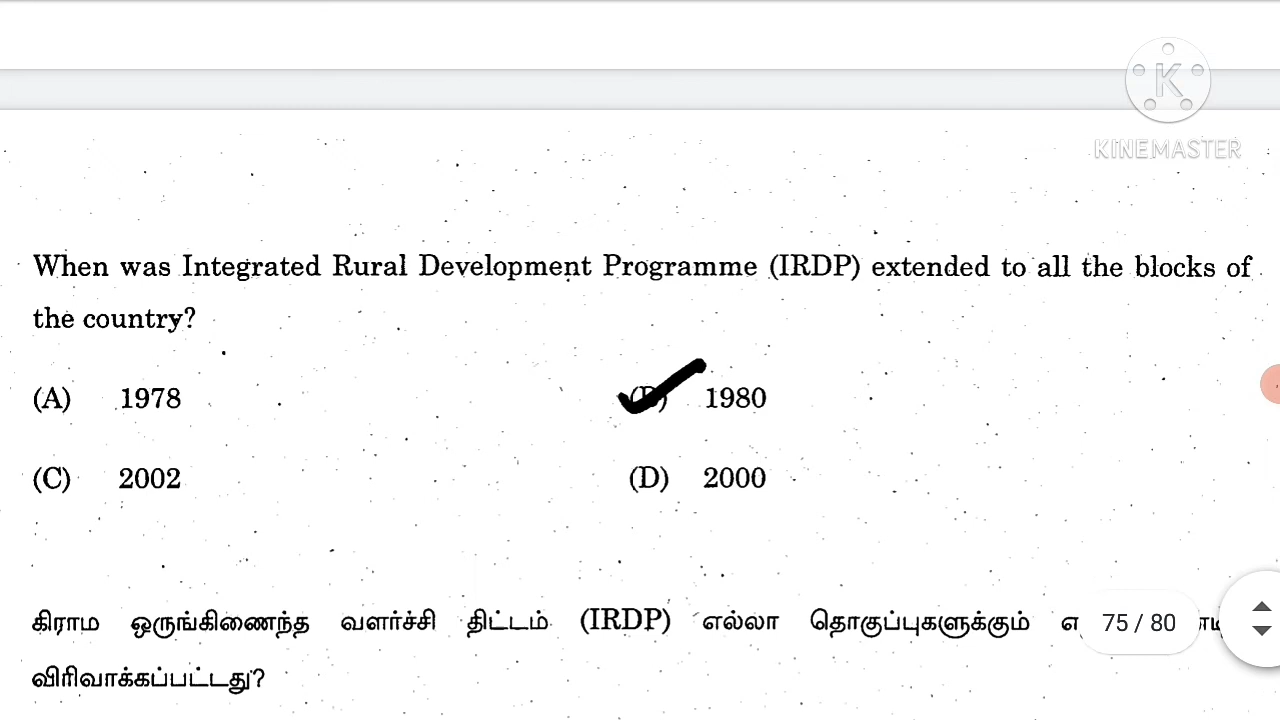 K
KINEMASTER
When was Integrated Rural Development Programme (IRDP) extended to all the blocks of
the country?
(A) 1978 (B) 1980
(C) 2002 (D) 2000
கிராம ஒருங்கிணைந்த வளர்ச்சி திட்டம் (IRDP) எல்லா தொகுப்புகளுக்கும்
75 / 80
விரிவாக்கப்பட்டது?